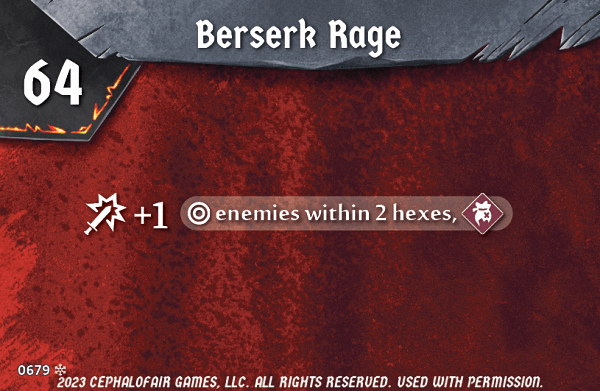 Berserk Rage
64
+1 enemies within 2 hexes,
0679
2023 CEPHALOFAIR GAMES, LLC. ALL RIGHTS RESERVED. USED WITH PERMISSION.